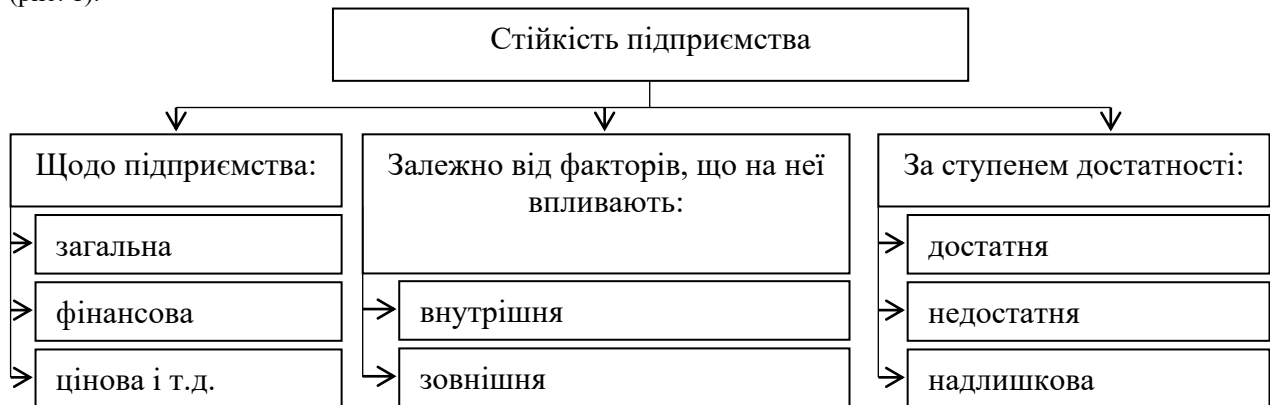 (рис. 1).
Стійкість підприємства
Щодо підприємства:
загальна
фінансова
цінова і т.д.
Залежно від факторів, що на неї
впливають:
внутрішня
зовнішня
За ступенем достатності:
достатня
недостатня
надлишкова